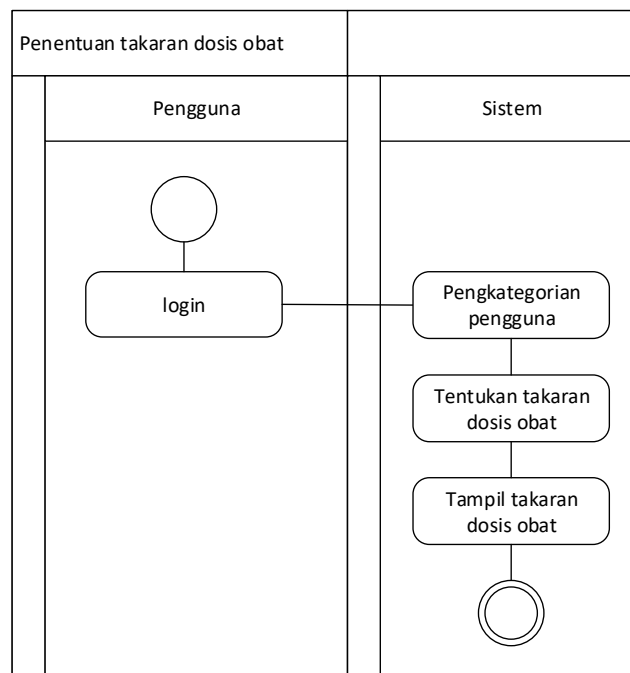 Penentuan takaran dosis obat
Pengguna
Sistem
login
Pengkategorian
pengguna
Tentukan takaran
dosis obat
Tampil takaran
dosis obat